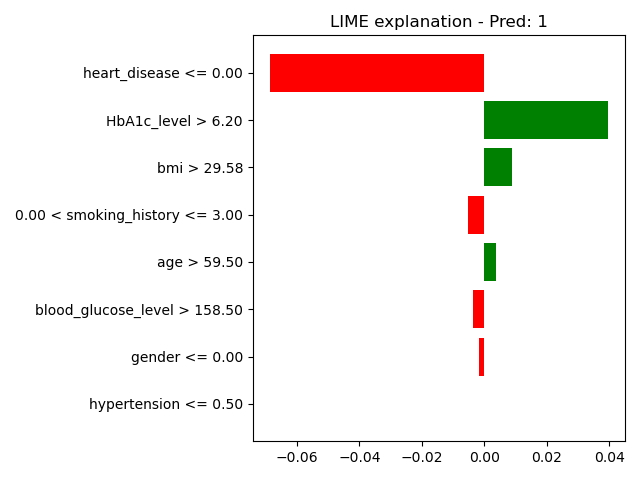 LIME explanation - Pred: 1
heart_disease <= 0.00
HbA1c_level > 6.20
bmi > 29.58
0.00 < smoking_history <= 3.00
age > 59.50
blood_glucose_level > 158.50
gender <= 0.00
hypertension <= 0.50
−0.06 −0.04 −0.02 0.00 0.02 0.04